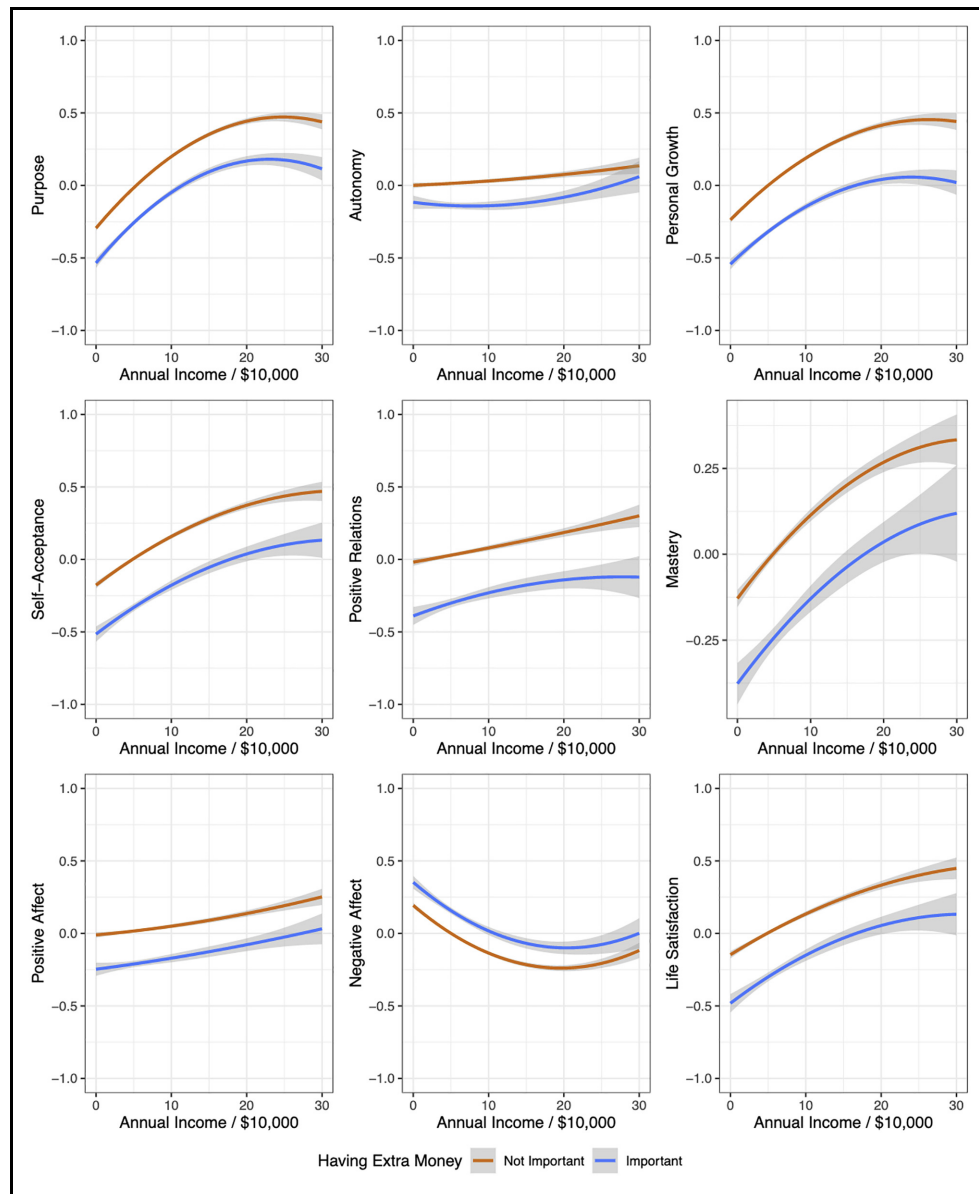 Purpose
1.0
0.5
0.0
−0.5
−1.0
0 10 20 30
Annual Income / $10,000
Autonomy
1.0
0.5
0.0
−0.5
−1.0
0 10 20 30
Annual Income / $10,000
Personal Growth
1.0
0.5
0.0
−0.5
−1.0
0 10 20 30
Annual Income / $10,000
Self−Acceptance
1.0
0.5
0.0
−0.5
−1.0
0 10 20 30
Annual Income / $10,000
Positive Relations
1.0
0.5
0.0
−0.5
−1.0
0 10 20 30
Annual Income / $10,000
Mastery
0.25
0.00
−0.25
0 10 20 30
Annual Income / $10,000
Positive Affect
1.0
0.5
0.0
−0.5
−1.0
0 10 20 30
Annual Income / $10,000
Negative Affect
1.0
0.5
0.0
−0.5
−1.0
0 10 20 30
Annual Income / $10,000
Life Satisfaction
1.0
0.5
0.0
−0.5
−1.0
0 10 20 30
Annual Income / $10,000
Having Extra Money Not Important Important